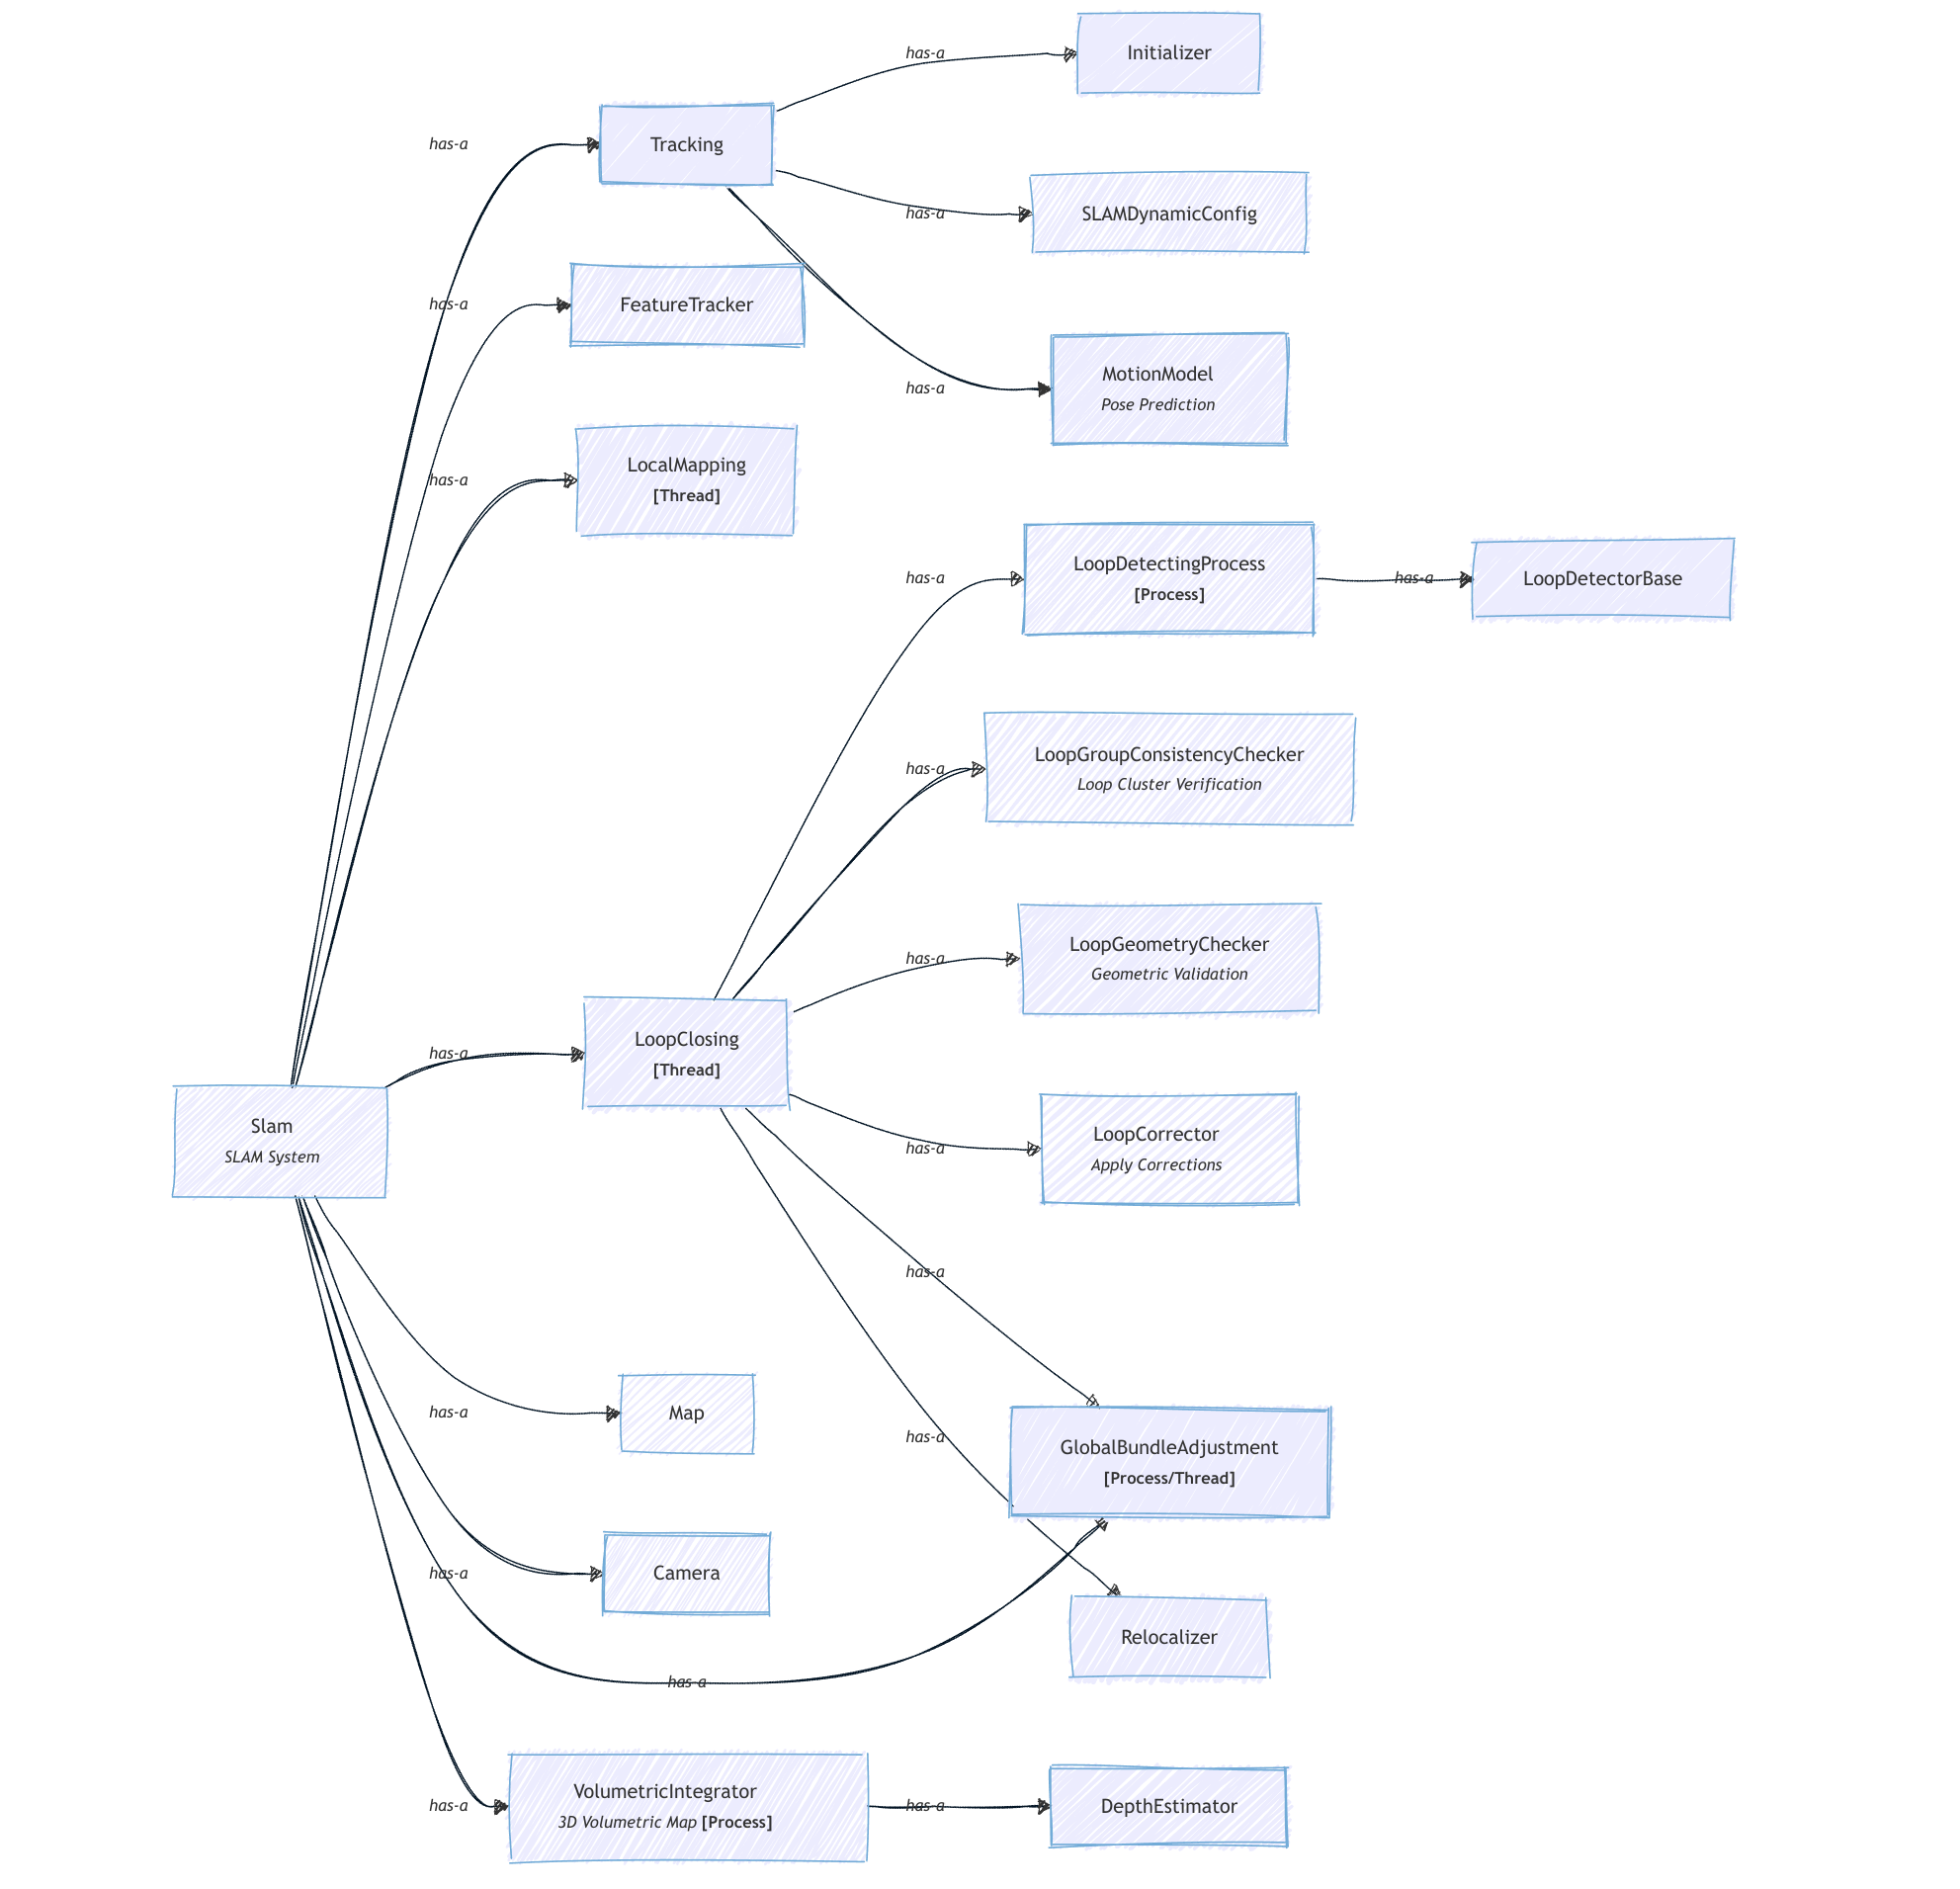 has-a
Initializer
has-a
Tracking
has-a
SLAMDynamicConfig
has-a
FeatureTracker
MotionModel
has-a
Pose Prediction
LocalMapping
has-a
[Thread]
LoopDetectingProcess
has-a
[Process]
has-a
LoopDetectorBase
LoopGroupConsistencyChecker
has-a
Loop Cluster Verification
LoopGeometryChecker
has-a
Geometric Validation
LoopClosing
has-a
[Thread]
Slam
SLAM System
LoopCorrector
has-a
Apply Corrections
has-a
has-a
Map
has-a
GlobalBundleAdjustment
[Process/Thread]
has-a
Camera
Relocalizer
has-a
VolumetricIntegrator
has-a
3D Volumetric Map [Process]
has-a
DepthEstimator